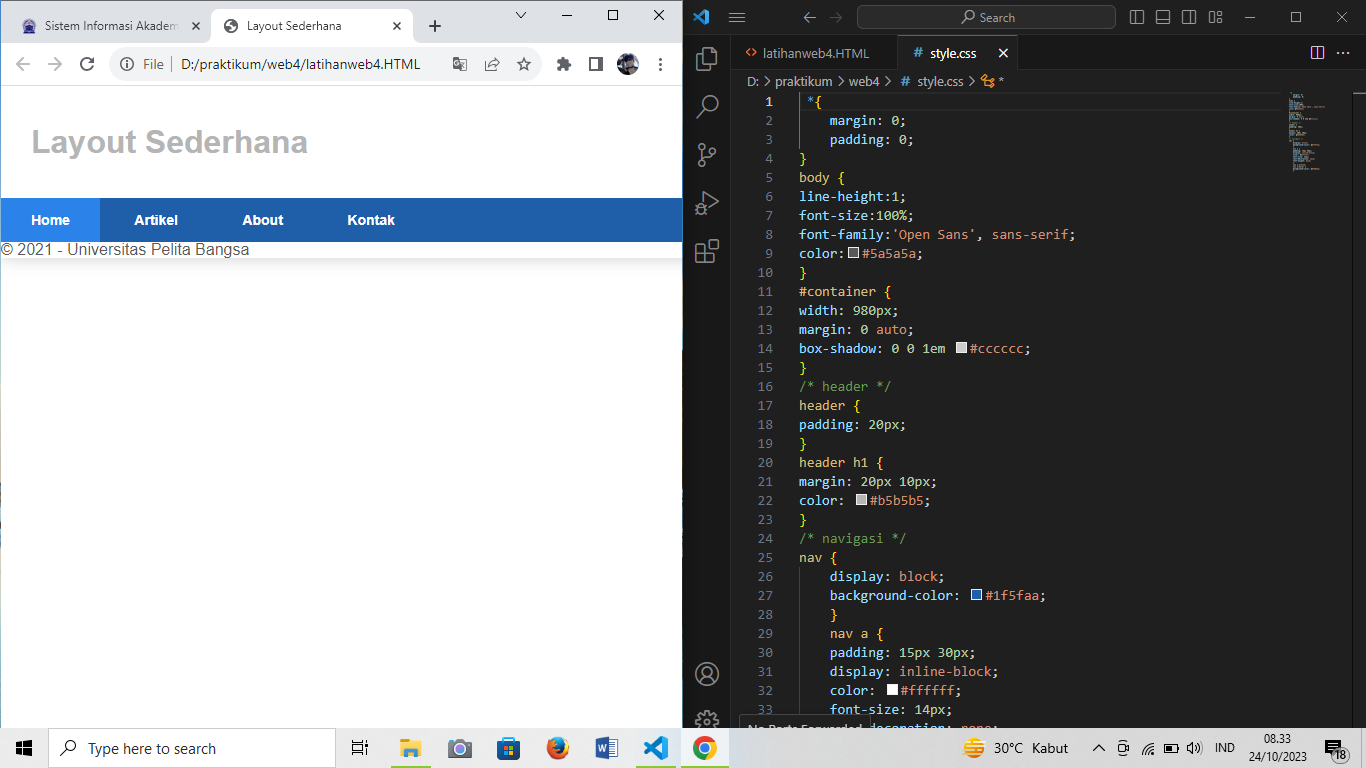 Sistem Informasi Akadem
Layout Sederhana
File
D:/praktikum/web4/latihanweb4.HTML
Layout Sederhana
Home
Artikel
About
Kontak
© 2021 - Universitas Pelita Bangsa
Search
latihanweb4.HTML
# style.css
D: > praktikum > web4 > # style.css > *
1 *{
2 margin: 0;
3 padding: 0;
4 }
5 body {
6 line-height:1;
7 font-size:100%;
8 font-family:'Open Sans', sans-serif;
9 color:#5a5a5a;
10 }
11 #container {
12 width: 980px;
13 margin: 0 auto;
14 box-shadow: 0 0 1em #cccccc;
15 }
16 /* header */
17 header {
18 padding: 20px;
19 }
20 header h1 {
21 margin: 20px 10px;
22 color: #b5b5b5;
23 }
24 /* navigasi */
25 nav {
26 display: block;
27 background-color: #1f5faa;
28 }
29 nav a {
30 padding: 15px 30px;
31 display: inline-block;
32 color: #ffffff;
33 font-size: 14px;
Type here to search
30°C Kabut
IND
08.33
24/10/2023
18